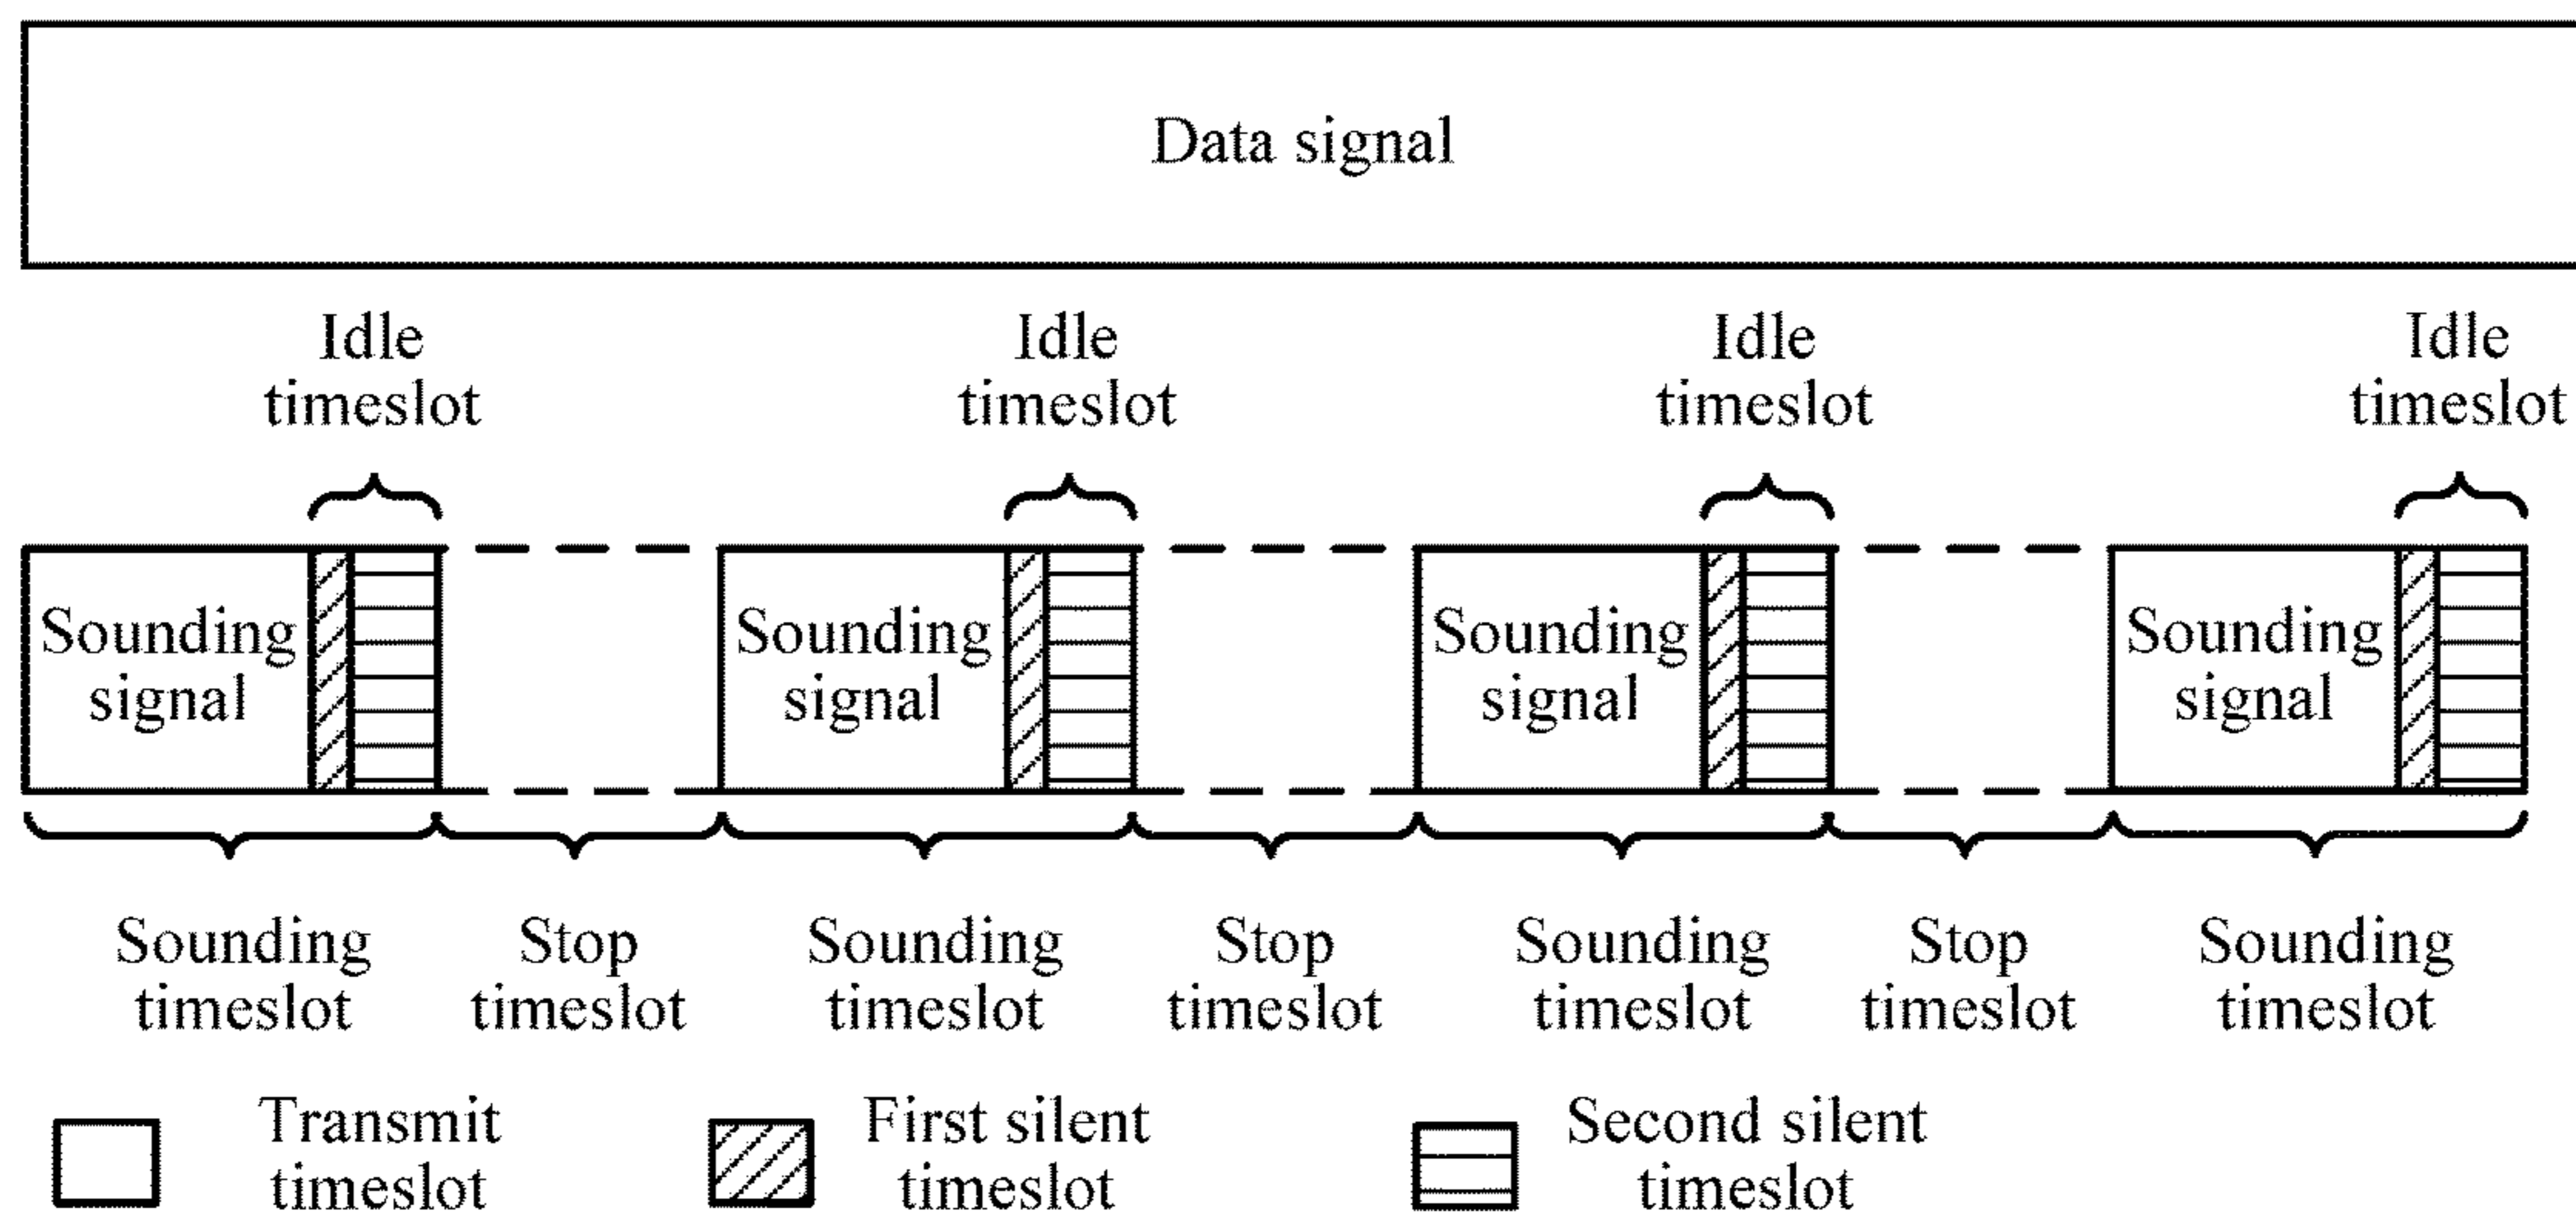 Data signal
Idle timeslot Idle timeslot Idle timeslot Idle timeslot
Sounding signal Sounding signal Sounding signal Sounding signal
Sounding timeslot Stop timeslot Sounding timeslot Stop timeslot Sounding timeslot Stop timeslot Sounding timeslot
Transmit timeslot First silent timeslot Second silent timeslot